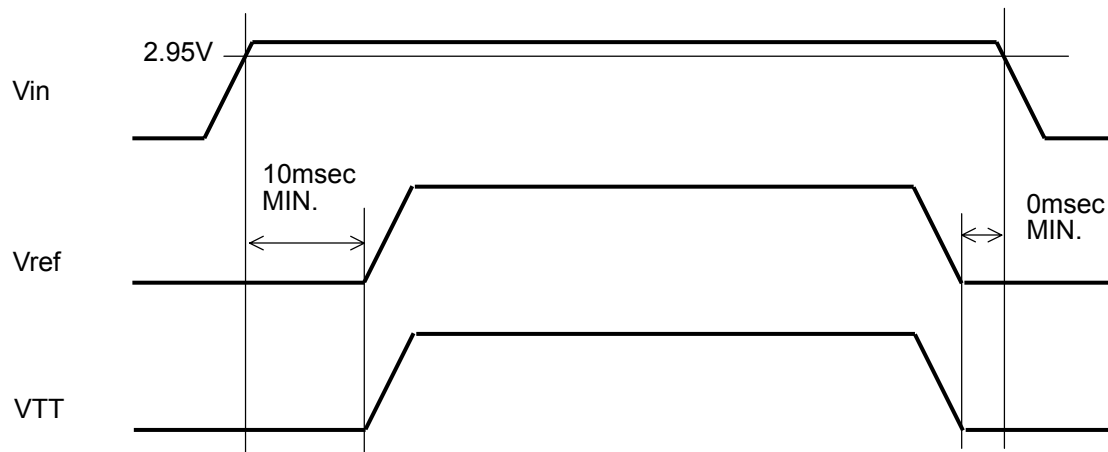 2.95V
Vin
10msec
MIN.
0msec
MIN.
Vref
VTT